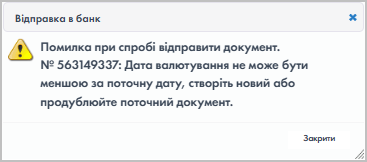 Відправка в банк
Помилка при спробі відправити документ.
№ 563149337: Дата валютування не може бути
меншою за поточну дату, створіть новий або
продублюйте поточний документ.
Закрити